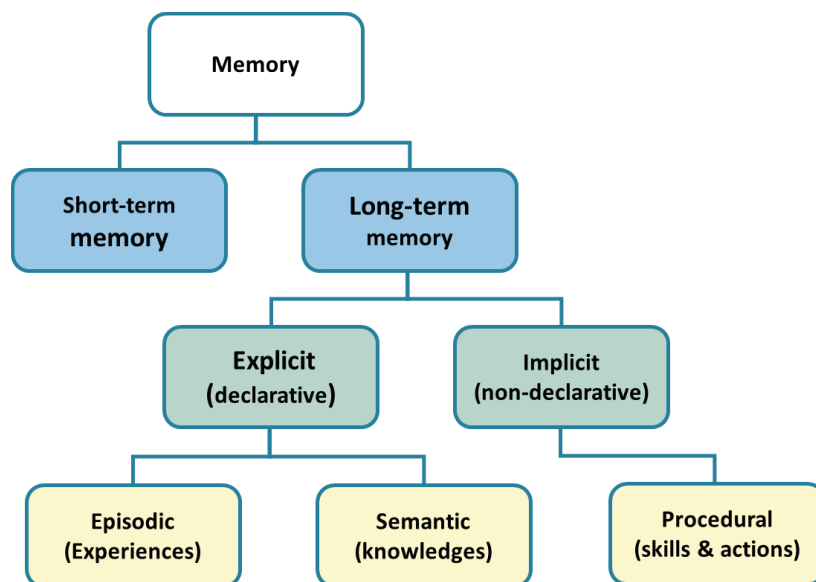 Memory
Short-term
memory
Long-term
memory
Explicit
(declarative)
Implicit
(non-declarative)
Episodic
(Experiences)
Semantic
(knowledges)
Procedural
(skills & actions)